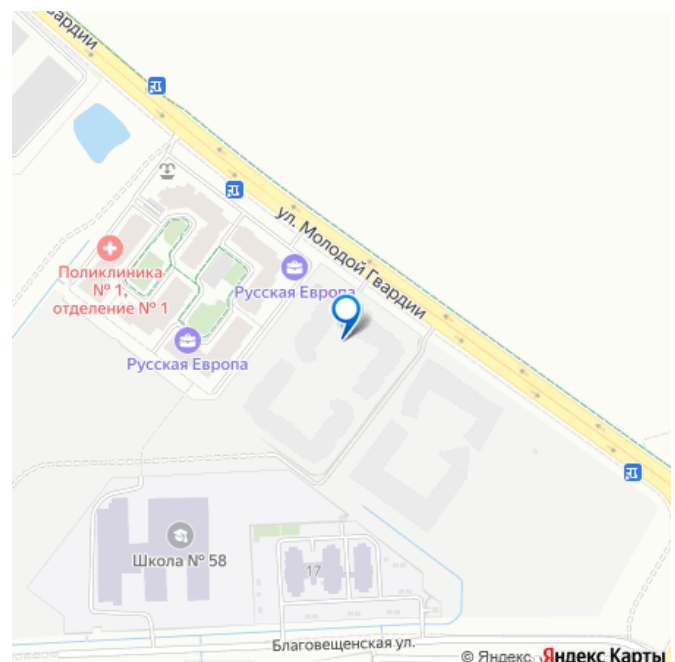 Гвардии
ул. Молодой Гвардии
Поликлиника
№ 1,
отделение № 1
Русская Европа
Русская Европа
Школа № 58
17
Благовещенская ул.
© Яндекс Яндекс Карты